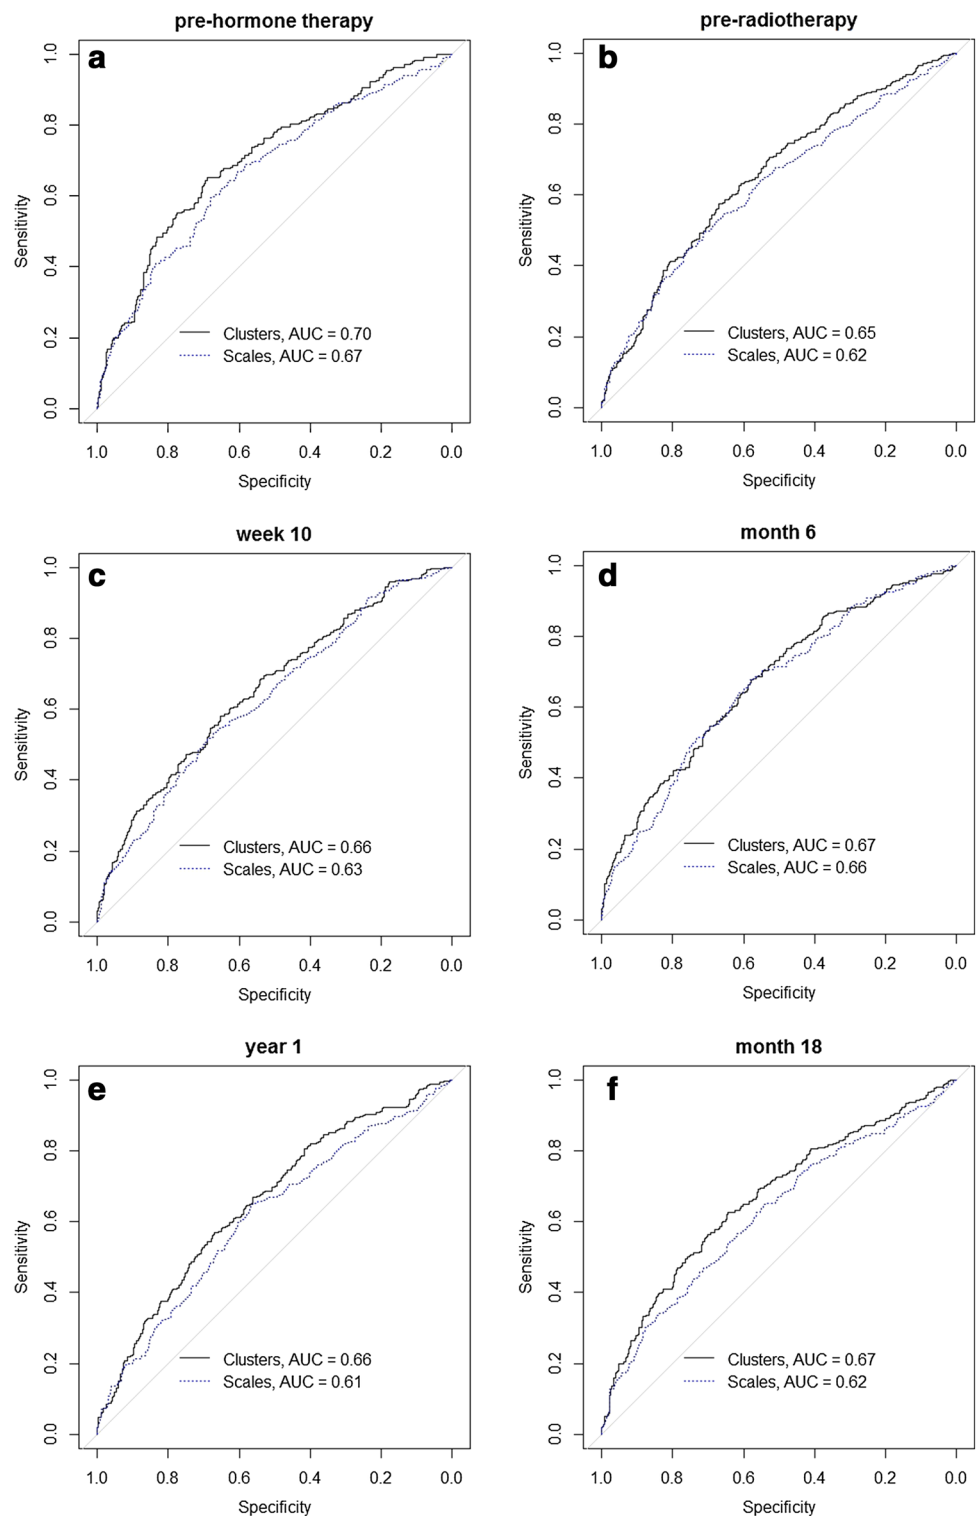 pre-hormone therapy
a
Sensitivity
0.0 0.2 0.4 0.6 0.8 1.0
Clusters, AUC = 0.70
Scales, AUC = 0.67
1.0 0.8 0.6 0.4 0.2 0.0
Specificity
pre-radiotherapy
b
Sensitivity
0.0 0.2 0.4 0.6 0.8 1.0
Clusters, AUC = 0.65
Scales, AUC = 0.62
1.0 0.8 0.6 0.4 0.2 0.0
Specificity
week 10
c
Sensitivity
0.0 0.2 0.4 0.6 0.8 1.0
Clusters, AUC = 0.66
Scales, AUC = 0.63
1.0 0.8 0.6 0.4 0.2 0.0
Specificity
month 6
d
Sensitivity
0.0 0.2 0.4 0.6 0.8 1.0
Clusters, AUC = 0.67
Scales, AUC = 0.66
1.0 0.8 0.6 0.4 0.2 0.0
Specificity
year 1
e
Sensitivity
0.0 0.2 0.4 0.6 0.8 1.0
Clusters, AUC = 0.66
Scales, AUC = 0.61
1.0 0.8 0.6 0.4 0.2 0.0
Specificity
month 18
f
Sensitivity
0.0 0.2 0.4 0.6 0.8 1.0
Clusters, AUC = 0.67
Scales, AUC = 0.62
1.0 0.8 0.6 0.4 0.2 0.0
Specificity